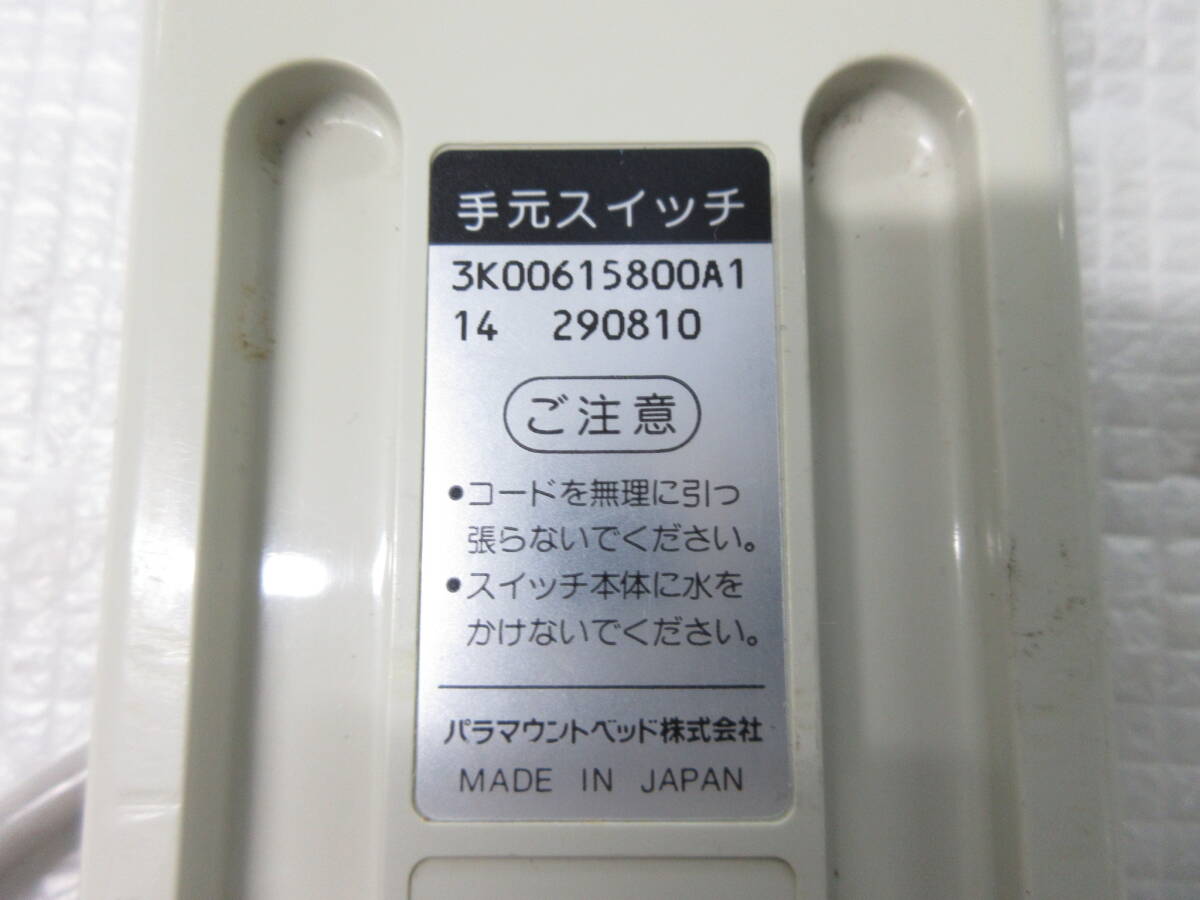 手元スイッチ
3K00615800A1
14 290810
ご注意
•コードを無理に引っ
張らないでください。
•スイッチ本体に水を
かけないでください。
パラマウントベッド株式会社
MADE IN JAPAN